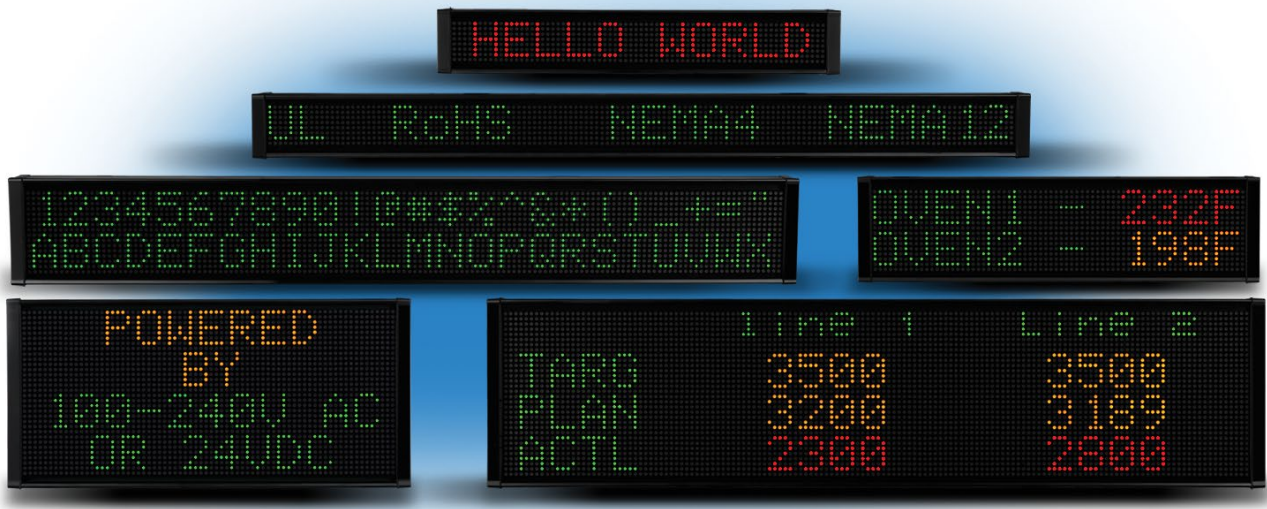 HELLO WORLD
UL RoHS NEMA4 NEMA12
1234567890!@#$%^&*()_+="
ABCDEFGHIJKLMNOPQRSTUVWX
OVEN1 - 232F
OVEN2 - 198F
POWERED
BY
100-240V AC
OR 24VDC
line 1 Line 2
TARG 3500 3500
PLAN 3200 3189
ACTL 2300 2800